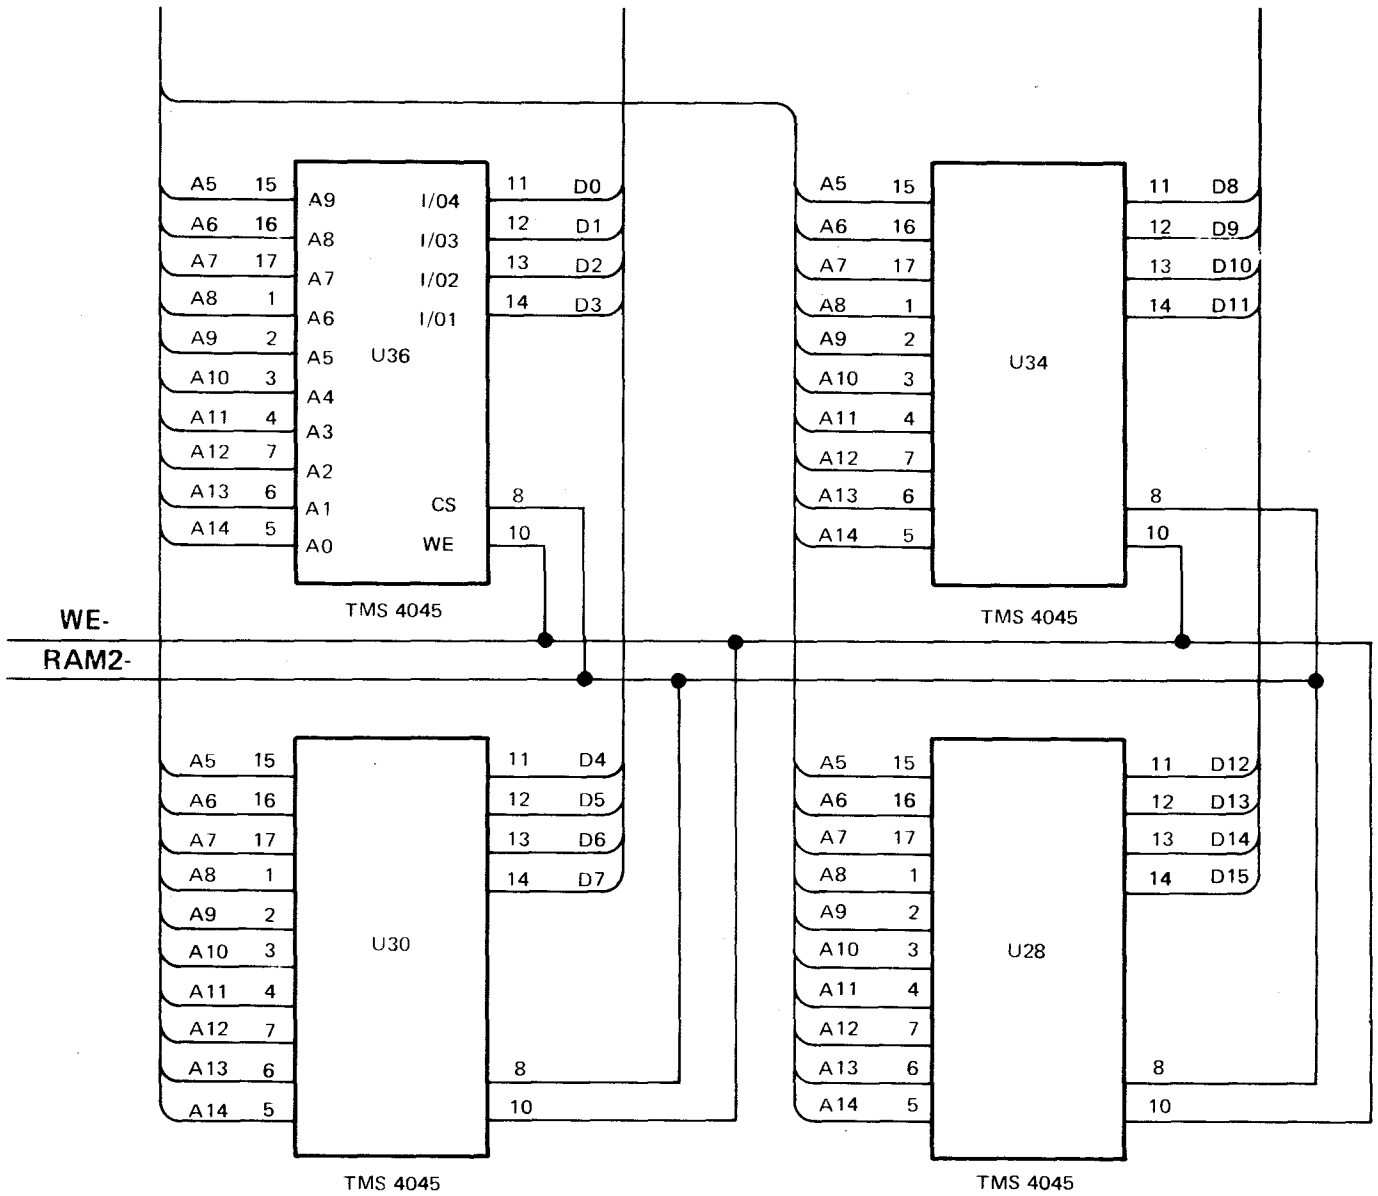 A5 15 A9 I/04 11 D0
A6 16 A8 I/03 12 D1
A7 17 A7 I/02 13 D2
A8 1 A6 I/01 14 D3
A9 2 A5 U36
A10 3 A4
A11 4 A3
A12 7 A2
A13 6 A1 CS 8
A14 5 A0 WE 10
TMS 4045
A5 15 11 D8
A6 16 12 D9
A7 17 13 D10
A8 1 14 D11
A9 2
U34
A10 3
A11 4
A12 7
A13 6 8
A14 5 10
TMS 4045
WE-
RAM2-
A5 15 11 D4
A6 16 12 D5
A7 17 13 D6
A8 1 14 D7
A9 2
U30
A10 3
A11 4
A12 7
A13 6 8
A14 5 10
TMS 4045
A5 15 11 D12
A6 16 12 D13
A7 17 13 D14
A8 1 14 D15
A9 2
A10 3 U28
A11 4
A12 7
A13 6 8
A14 5 10
TMS 4045